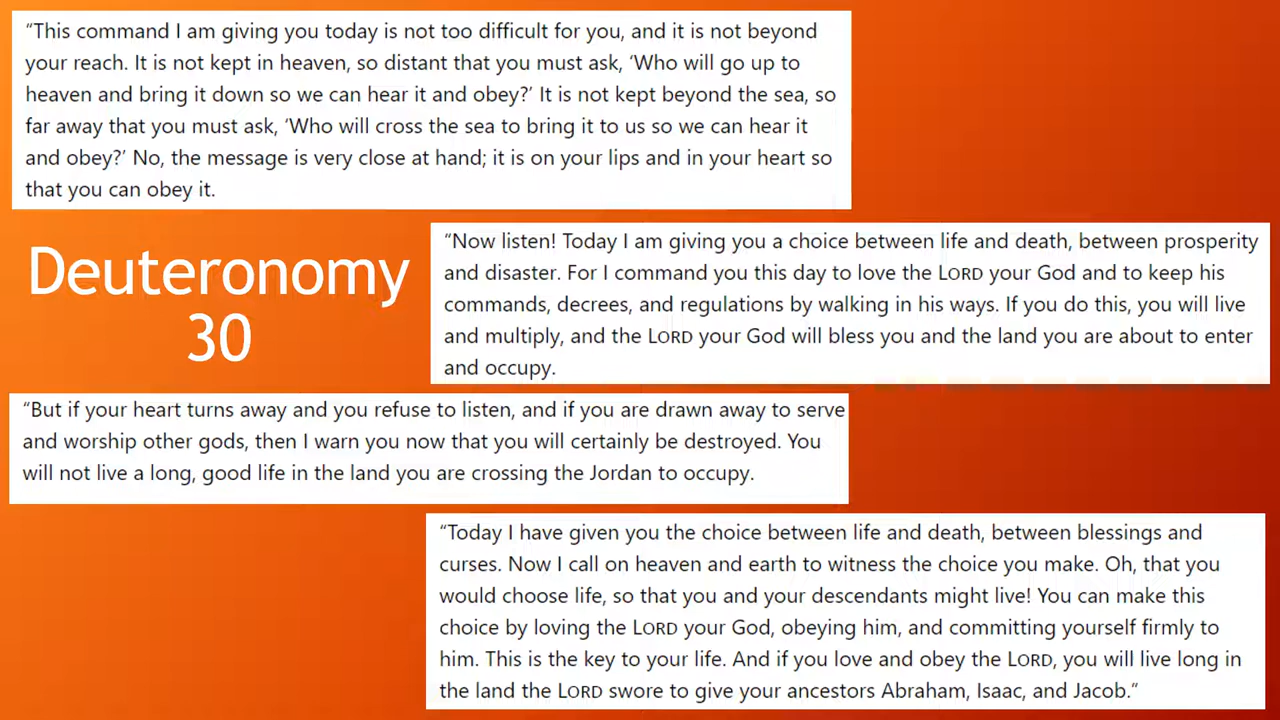 “This command I am giving you today is not too difficult for you, and it is not beyond
your reach. It is not kept in heaven, so distant that you must ask, ‘Who will go up to
heaven and bring it down so we can hear it and obey?’ It is not kept beyond the sea, so
far away that you must ask, ‘Who will cross the sea to bring it to us so we can hear it
and obey?’ No, the message is very close at hand; it is on your lips and in your heart so
that you can obey it.
Deuteronomy
30
“Now listen! Today I am giving you a choice between life and death, between prosperity
and disaster. For I command you this day to love the LORD your God and to keep his
commands, decrees, and regulations by walking in his ways. If you do this, you will live
and multiply, and the LORD your God will bless you and the land you are about to enter
and occupy.
“But if your heart turns away and you refuse to listen, and if you are drawn away to serve
and worship other gods, then I warn you now that you will certainly be destroyed. You
will not live a long, good life in the land you are crossing the Jordan to occupy.
“Today I have given you the choice between life and death, between blessings and
curses. Now I call on heaven and earth to witness the choice you make. Oh, that you
would choose life, so that you and your descendants might live! You can make this
choice by loving the LORD your God, obeying him, and committing yourself firmly to
him. This is the key to your life. And if you love and obey the LORD, you will live long in
the land the LORD swore to give your ancestors Abraham, Isaac, and Jacob.”